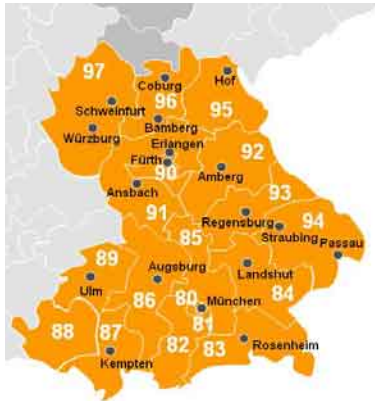 97
Coburg
Hof
Schweinfurt
96
95
Würzburg
Bamberg
Erlangen
Fürth
90
92
Amberg
Ansbach
93
91
Regensburg
94
Straubing
Passau
85
89
Augsburg
Landshut
Ulm
86
80
84
München
81
88
87
82
83
Rosenheim
Kempten